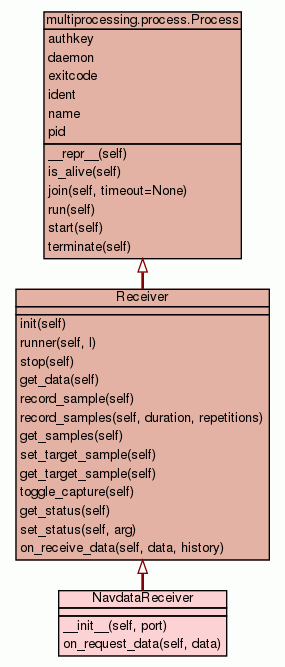 multiprocessing.process.Process
authkey
daemon
exitcode
ident
name
pid
__repr__(self)
is_alive(self)
join(self, timeout=None)
run(self)
start(self)
terminate(self)
Receiver
init(self)
runner(self, l)
stop(self)
get_data(self)
record_sample(self)
record_samples(self, duration, repetitions)
get_samples(self)
set_target_sample(self)
get_target_sample(self)
toggle_capture(self)
get_status(self)
set_status(self, arg)
on_receive_data(self, data, history)
NavdataReceiver
__init__(self, port)
on_request_data(self, data)